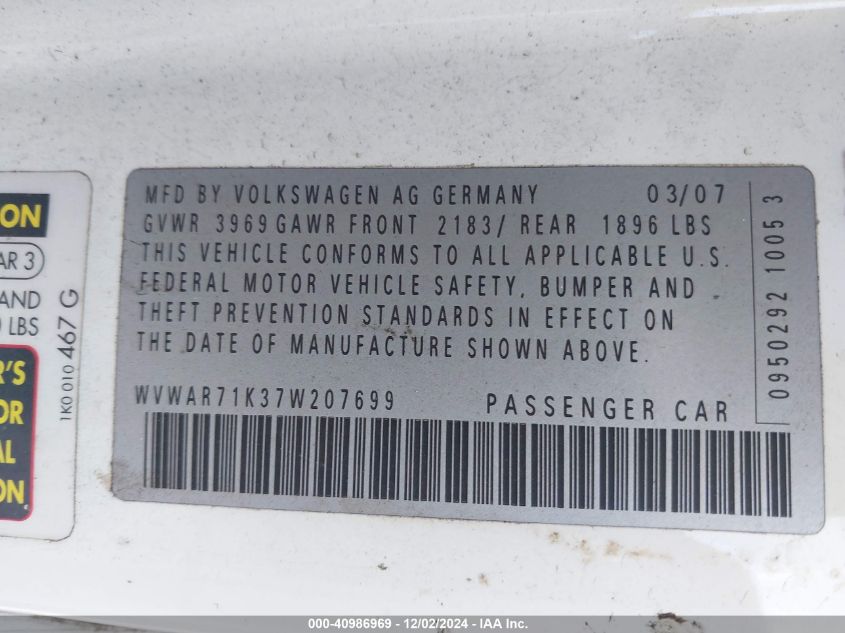 MFD BY VOLKSWAGEN AG GERMANY 03/07
GVWR 3969 GAWR FRONT 2183/ REAR 1896 LBS
THIS VEHICLE CONFORMS TO ALL APPLICABLE U.S.
FEDERAL MOTOR VEHICLE SAFETY, BUMPER AND
THEFT PREVENTION STANDARDS IN EFFECT ON
THE DATE OF MANUFACTURE SHOWN ABOVE.
WVWAR71K37W207699 PASSENGER CAR
0950292 1005 3
ON
AR 3
AND
LBS
R'S
OR
AL
ON
1K0 010 467 G
000-40986969 - 12/02/2024 - IAA Inc.